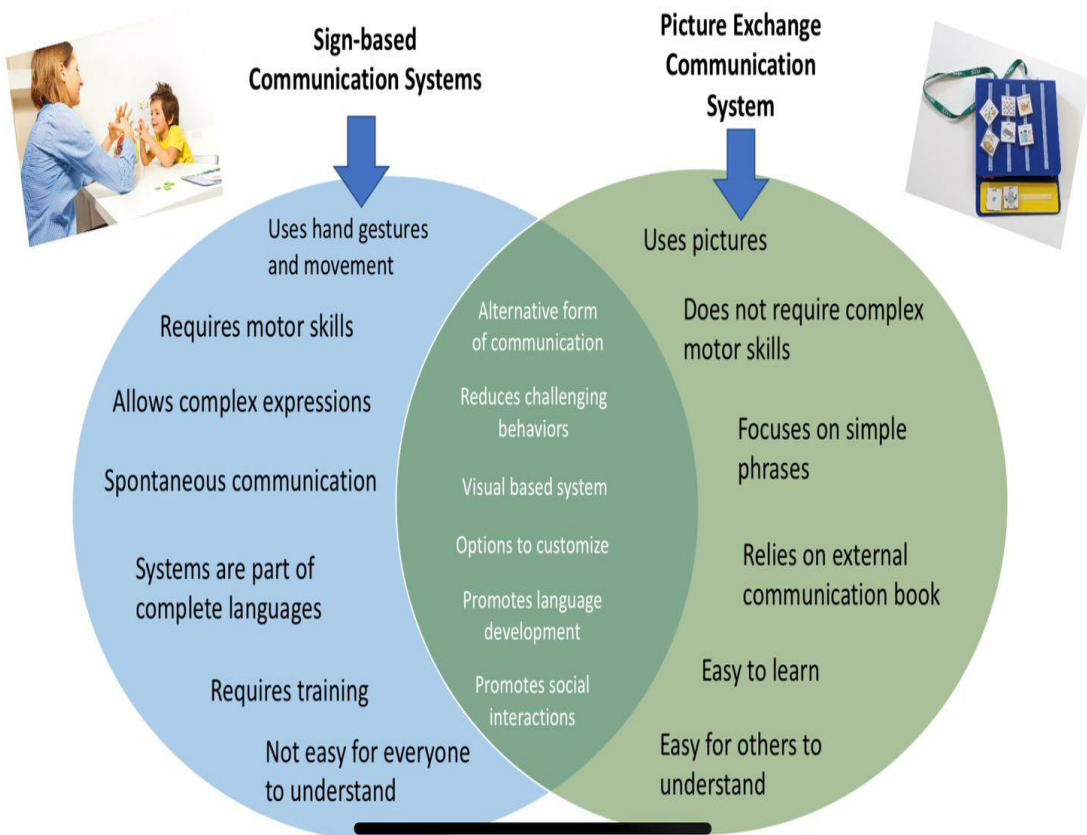 Sign-based
Communication Systems
Picture Exchange
Communication
System
Uses hand gestures
and movement
Requires motor skills
Allows complex expressions
Spontaneous communication
Systems are part of
complete languages
Requires training
Not easy for everyone
to understand
Alternative form
of communication
Reduces challenging
behaviors
Visual based system
Options to customize
Promotes language
development
Promotes social
interactions
Uses pictures
Does not require complex
motor skills
Focuses on simple
phrases
Relies on external
communication book
Easy to learn
Easy for others to
understand